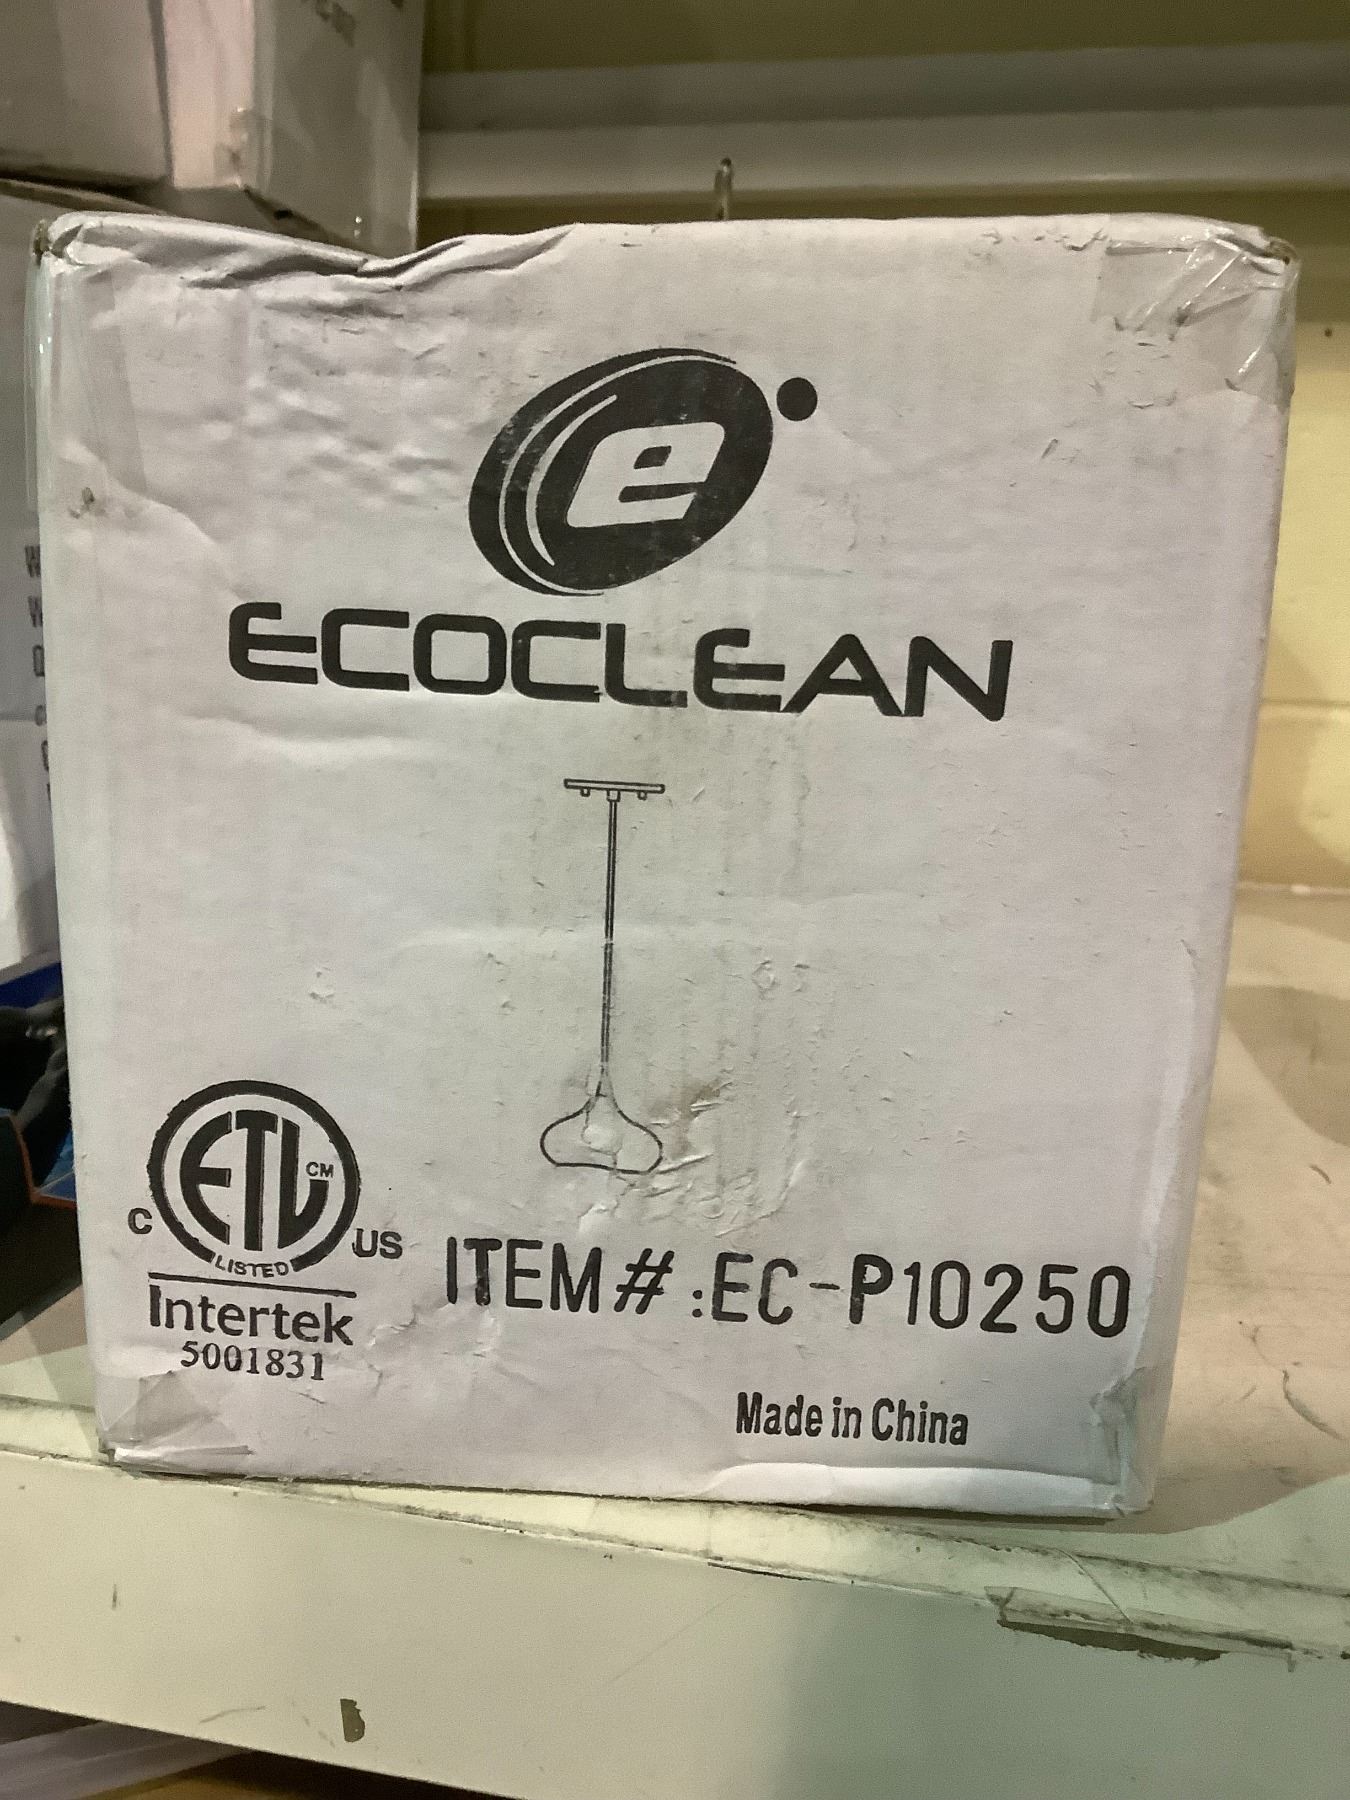 e
ECOCLEAN
ETL CM
C US
LISTED
Intertek
5001831
ITEM#:EC-P10250
Made in China